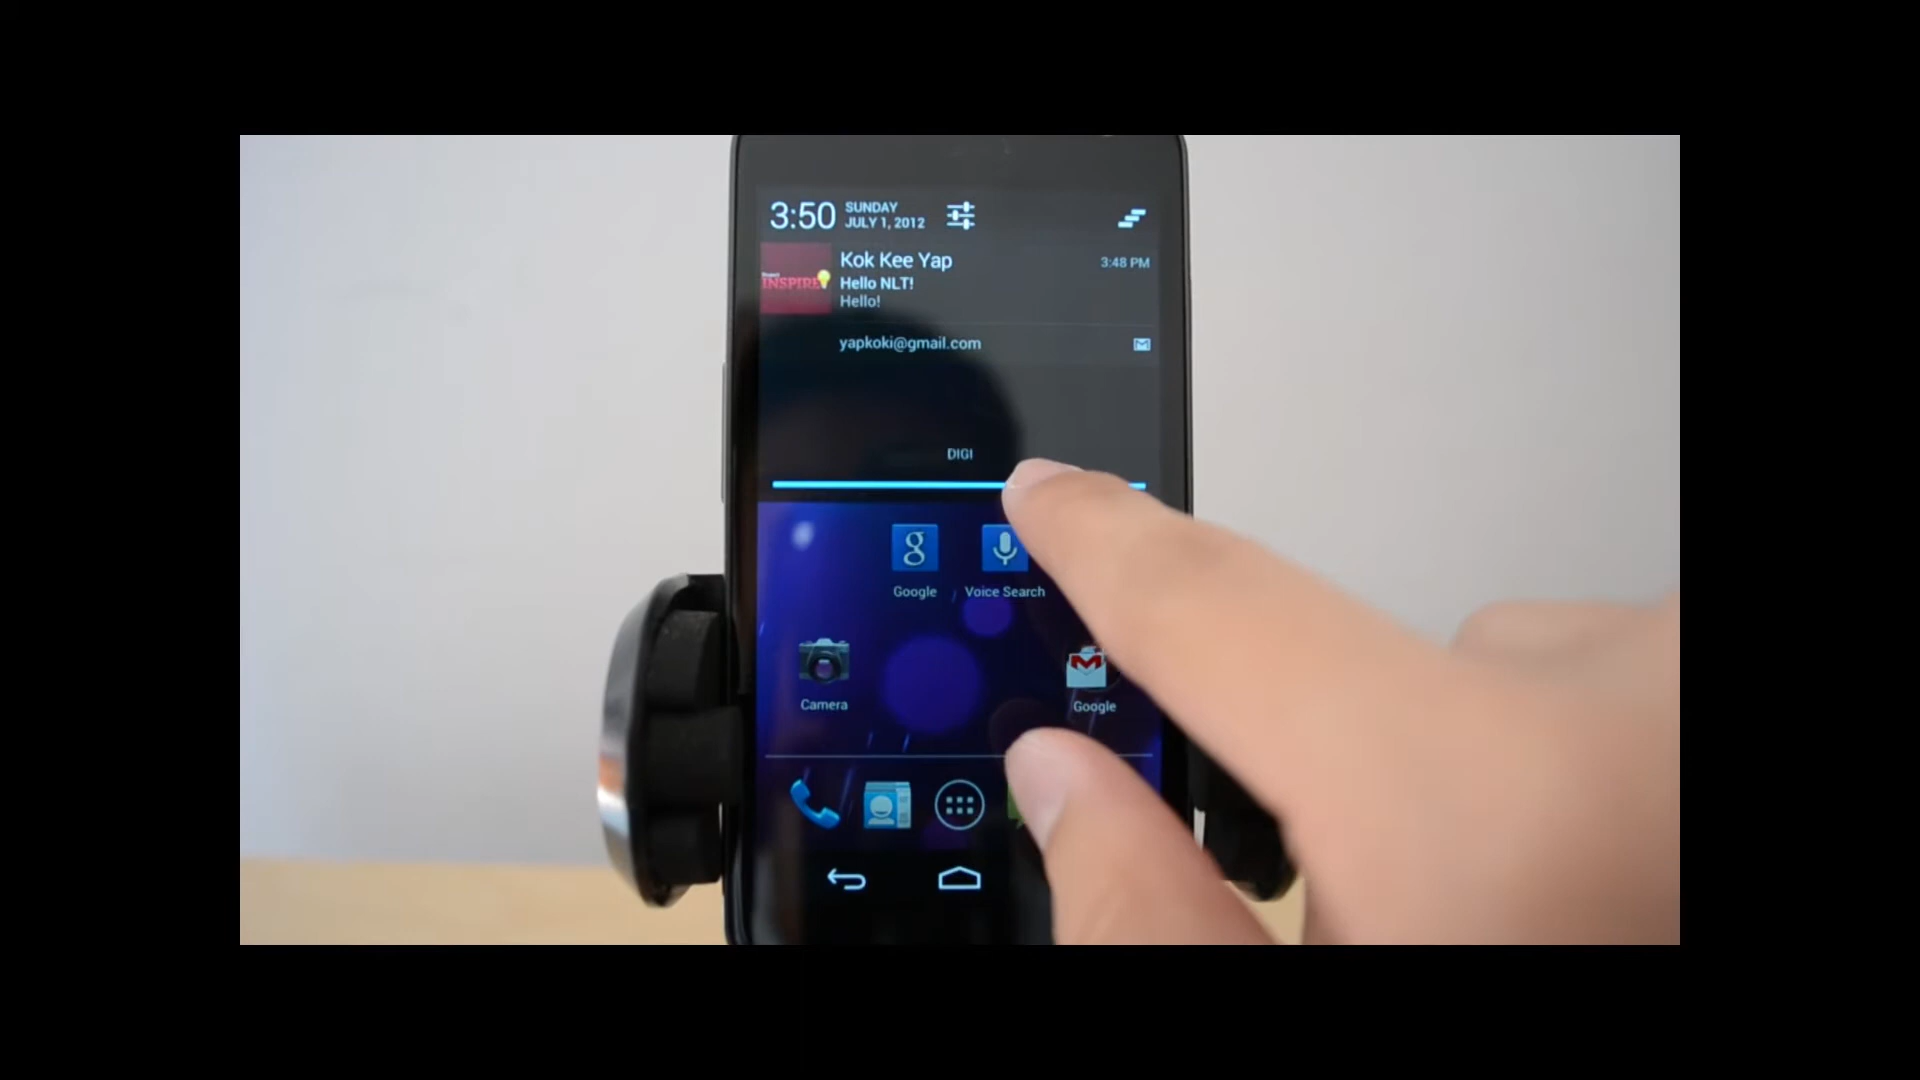 3:50
SUNDAY
JULY 1, 2012
Kok Kee Yap
3:48 PM
INSPIRE
Hello NLT!
Hello!
yapkoki@gmail.com
DIGI
g
Google
Voice Search
Camera
Google